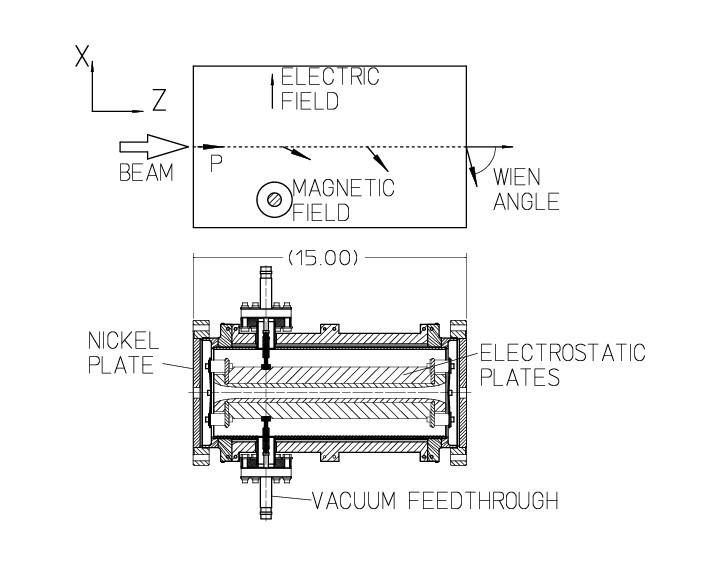 X
ELECTRIC
FIELD
Z
BEAM
P
MAGNETIC
FIELD
WIEN
ANGLE
(15.00)
NICKEL
PLATE
ELECTROSTATIC
PLATES
VACUUM FEEDTHROUGH